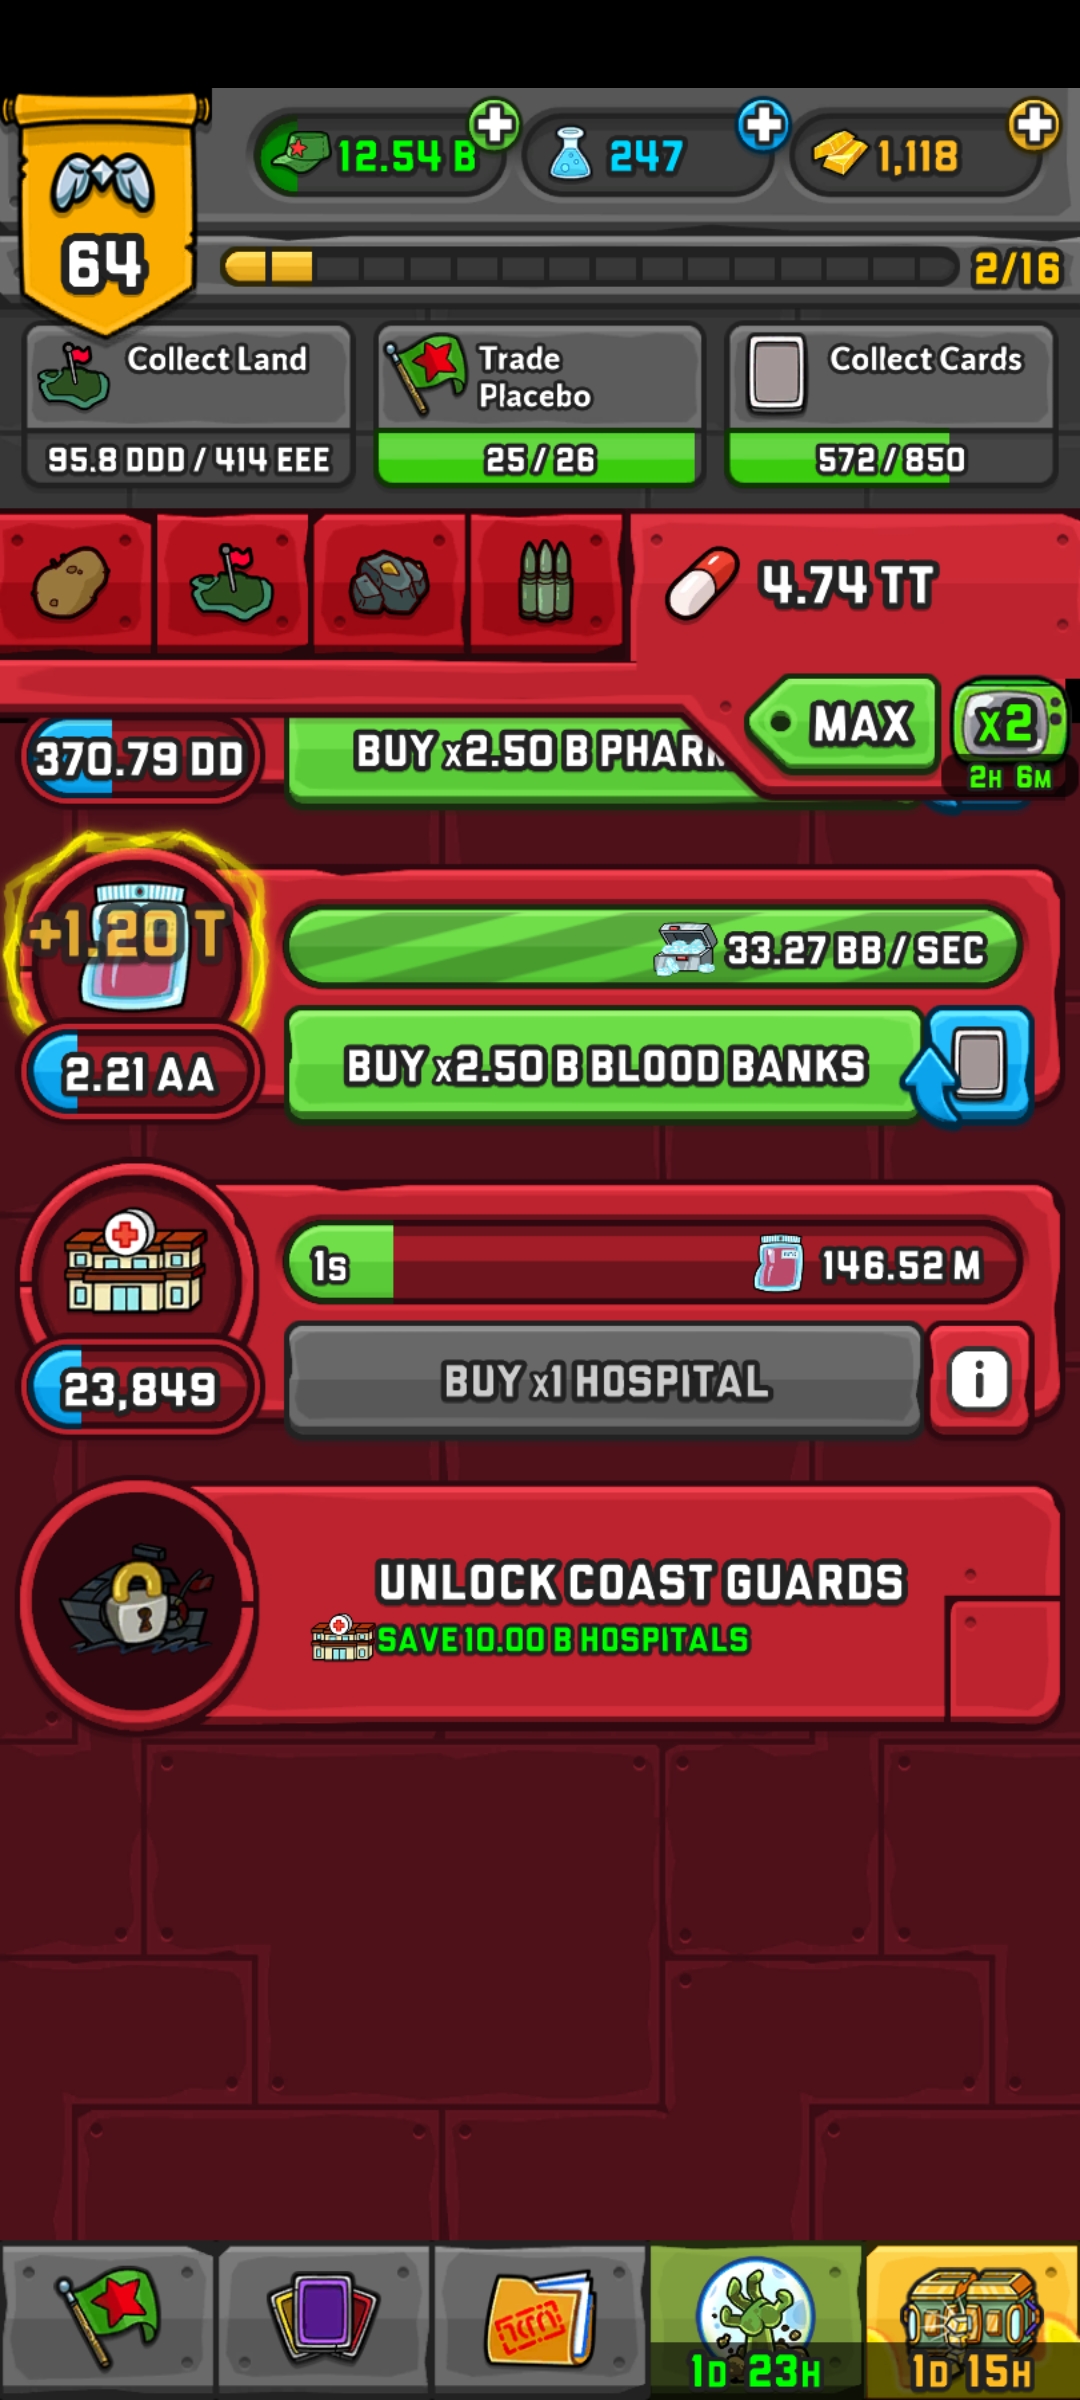 12.54 B
247
1,118
64
2/16
Collect Land
95.8 DDD / 414 EEE
Trade
Placebo
25 / 26
Collect Cards
572 / 850
4.74 TT
MAX
x2
2H 6M
370.79 DD
BUY x2.50 B
+1.20 T
33.27 BB / SEC
2.21 AA
BUY x2.50 B BLOOD BANKS
1s
146.52 M
23,849
BUY x1 HOSPITAL
i
UNLOCK COAST GUARDS
SAVE 10.00 B HOSPITALS
1D 23H
1D 15H